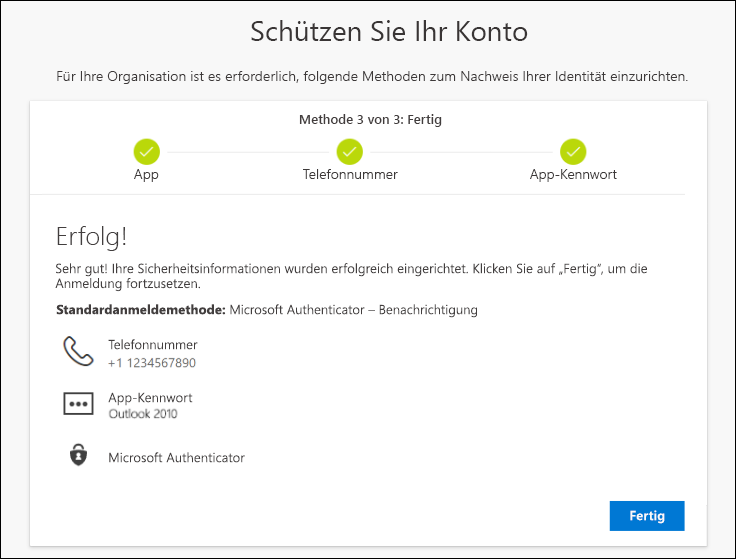 Schützen Sie Ihr Konto
Für Ihre Organisation ist es erforderlich, folgende Methoden zum Nachweis Ihrer Identität einzurichten.
Methode 3 von 3: Fertig
App
Telefonnummer
App-Kennwort
Erfolg!
Sehr gut! Ihre Sicherheitsinformationen wurden erfolgreich eingerichtet. Klicken Sie auf „Fertig“, um die
Anmeldung fortzusetzen.
Standardanmeldemethode: Microsoft Authenticator – Benachrichtigung
Telefonnummer
+1 1234567890
App-Kennwort
Outlook 2010
Microsoft Authenticator
Fertig